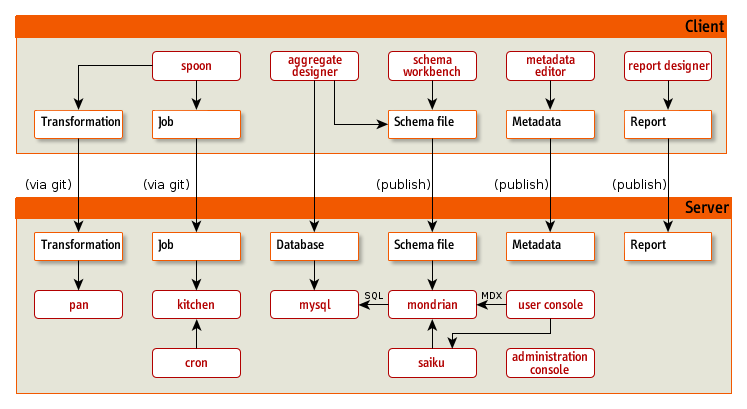 Client
spoon
aggregate
designer
schema
workbench
metadata
editor
report designer
Transformation
Job
Schema file
Metadata
Report
(via git)
(via git)
(publish)
(publish)
(publish)
Server
Transformation
Job
Database
Schema file
Metadata
Report
pan
kitchen
mysql
SQL
mondrian
MDX
user console
cron
saiku
administration
console